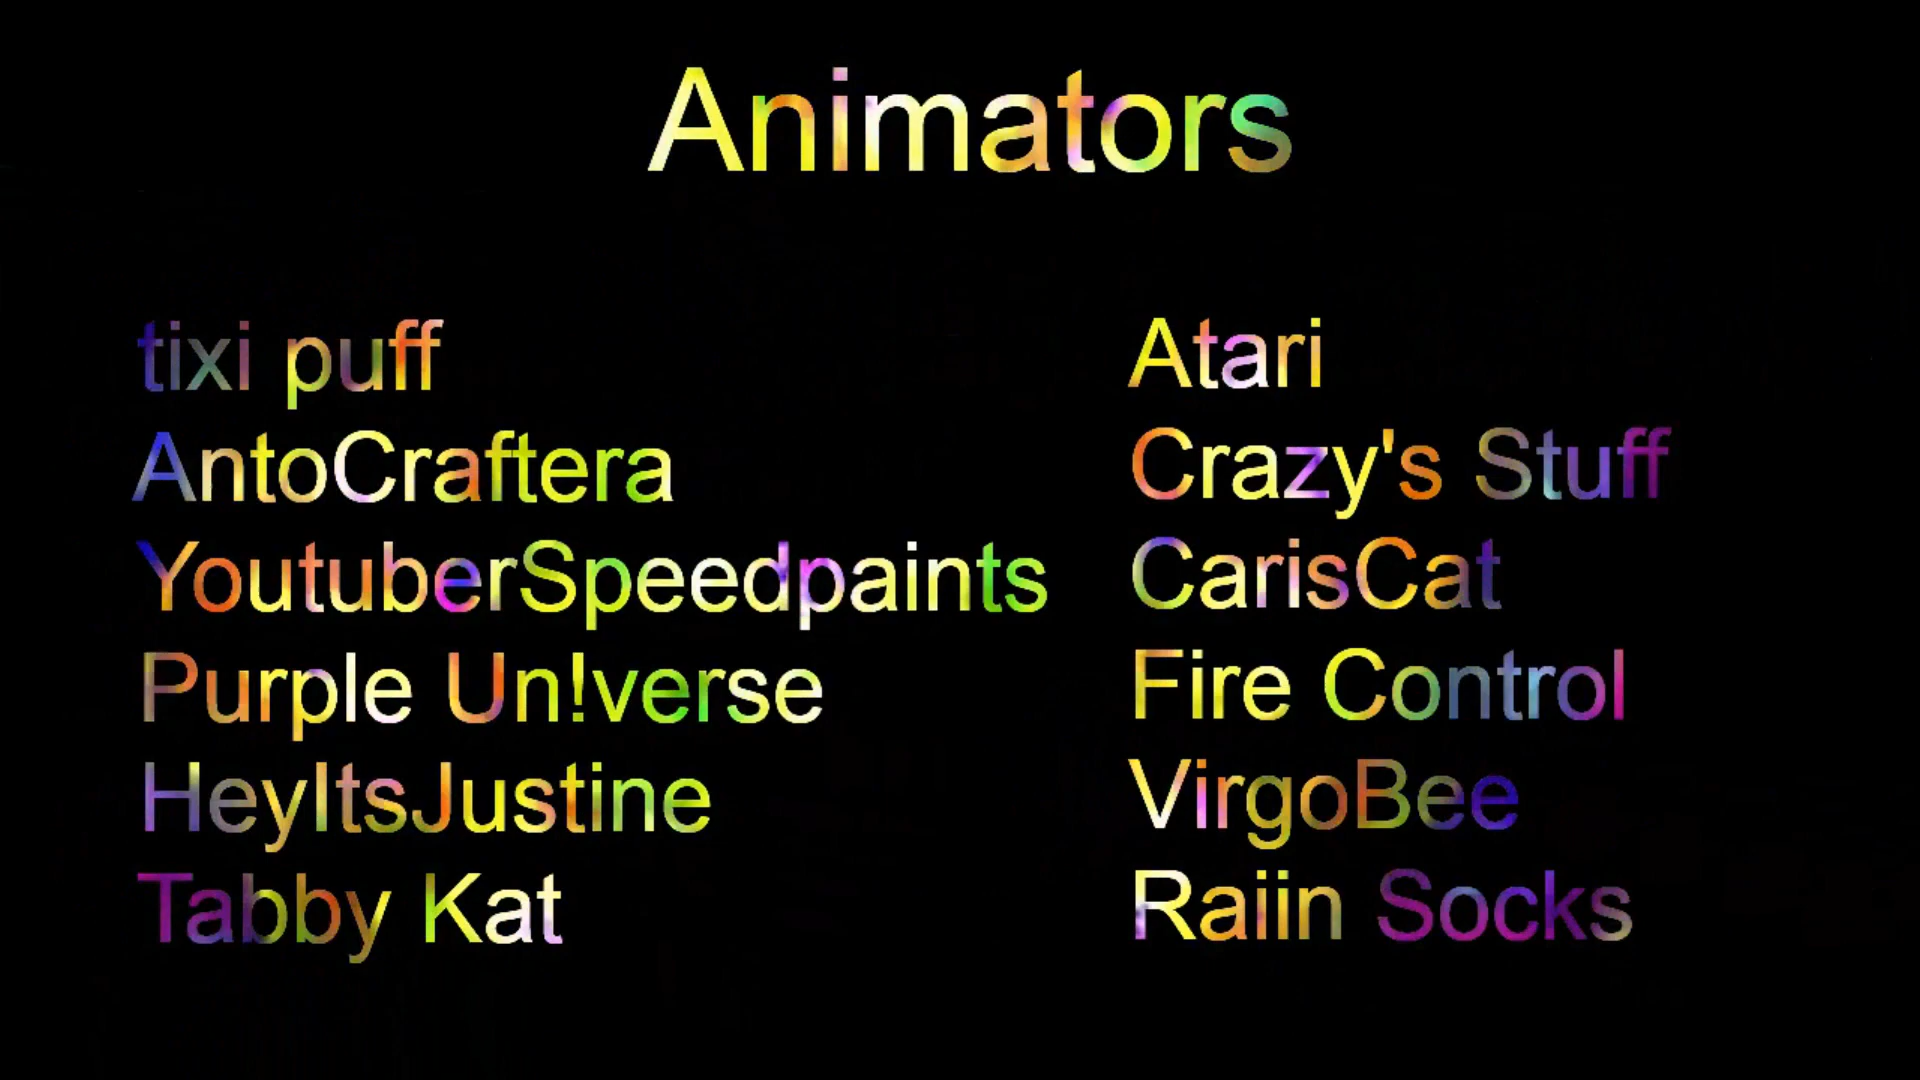 Animators
tixi puff
AntoCraftera
YoutuberSpeedpaints
Purple Un!verse
HeyItsJustine
Tabby Kat
Atari
Crazy's Stuff
CarisCat
Fire Control
VirgoBee
Raiin Socks